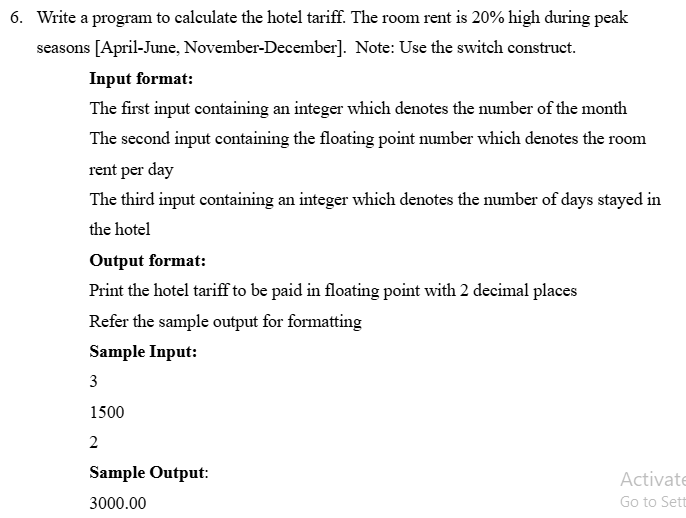 6. Write a program to calculate the hotel tariff. The room rent is 20% high during peak
seasons [April-June, November-December]. Note: Use the switch construct.
Input format:
The first input containing an integer which denotes the number of the month
The second input containing the floating point number which denotes the room
rent per day
The third input containing an integer which denotes the number of days stayed in
the hotel
Output format:
Print the hotel tariff to be paid in floating point with 2 decimal places
Refer the sample output for formatting
Sample Input:
3
1500
2
Sample Output:
3000.00
Activate
Go to Sett